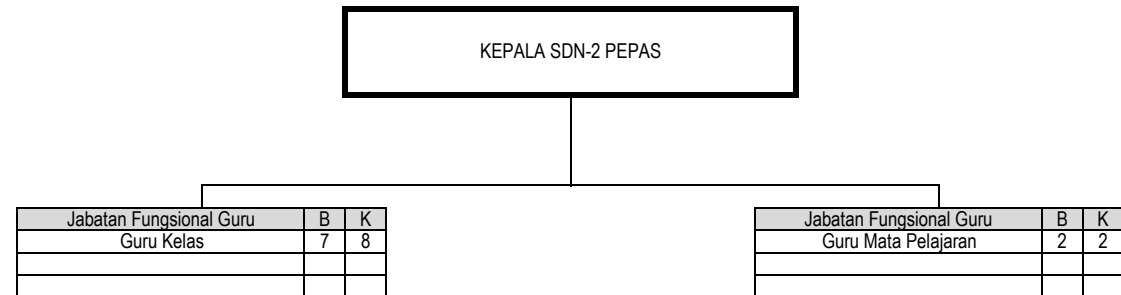 KEPALA SDN-2 PEPAS
Jabatan Fungsional Guru B K
Guru Kelas 7 8
Jabatan Fungsional Guru B K
Guru Mata Pelajaran 2 2